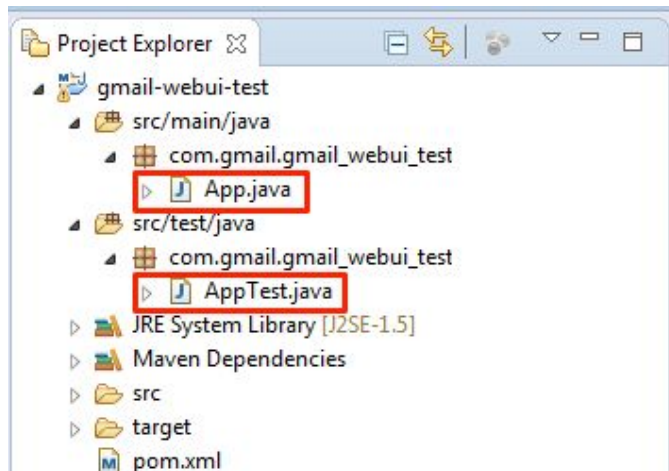 Project Explorer
gmail-webui-test
src/main/java
com.gmail.gmail_webui_test
App.java
src/test/java
com.gmail.gmail_webui_test
AppTest.java
JRE System Library [J2SE-1.5]
Maven Dependencies
src
target
pom.xml